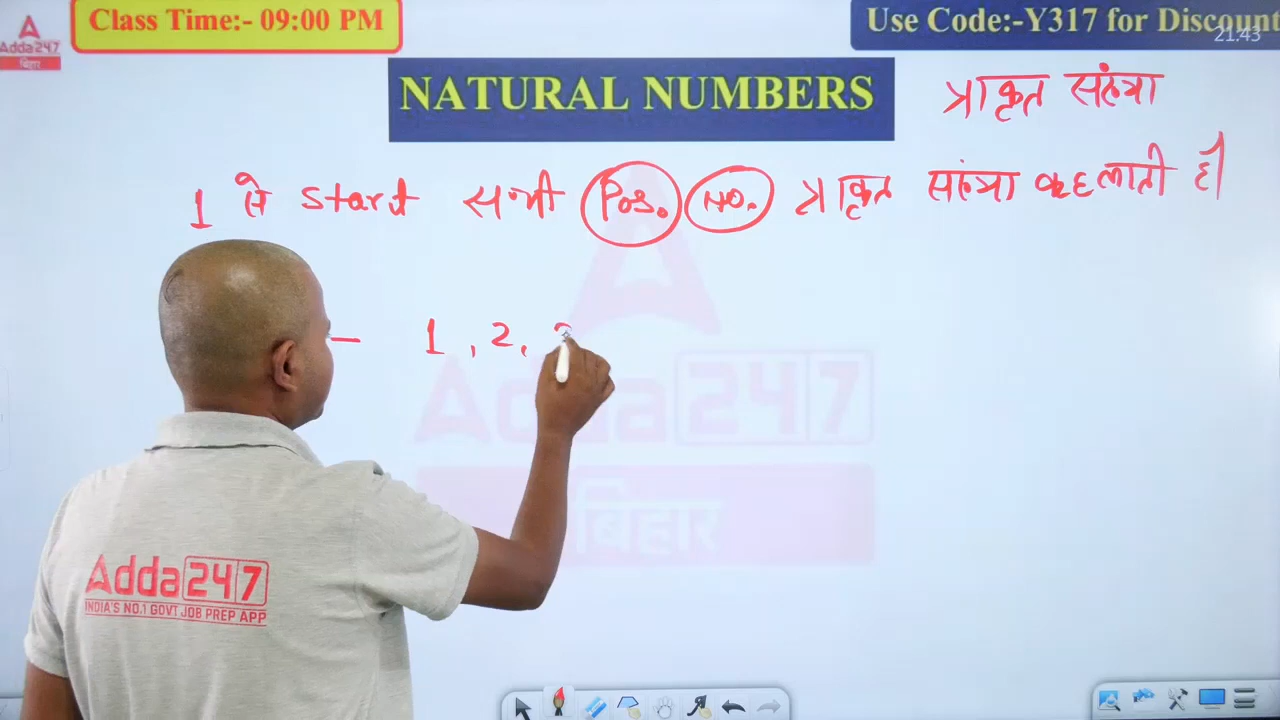 Class Time:- 09:00 PM
Use Code:-Y317 for Discount
21:43
Adda247
बिहार
NATURAL NUMBERS
प्राकृत संख्या
1 से start सभी Pos. No. प्राकृत संख्या कहलाती है।
– 1, 2,
Adda247
बिहार
Adda247
INDIA'S NO.1 GOVT JOB PREP APP